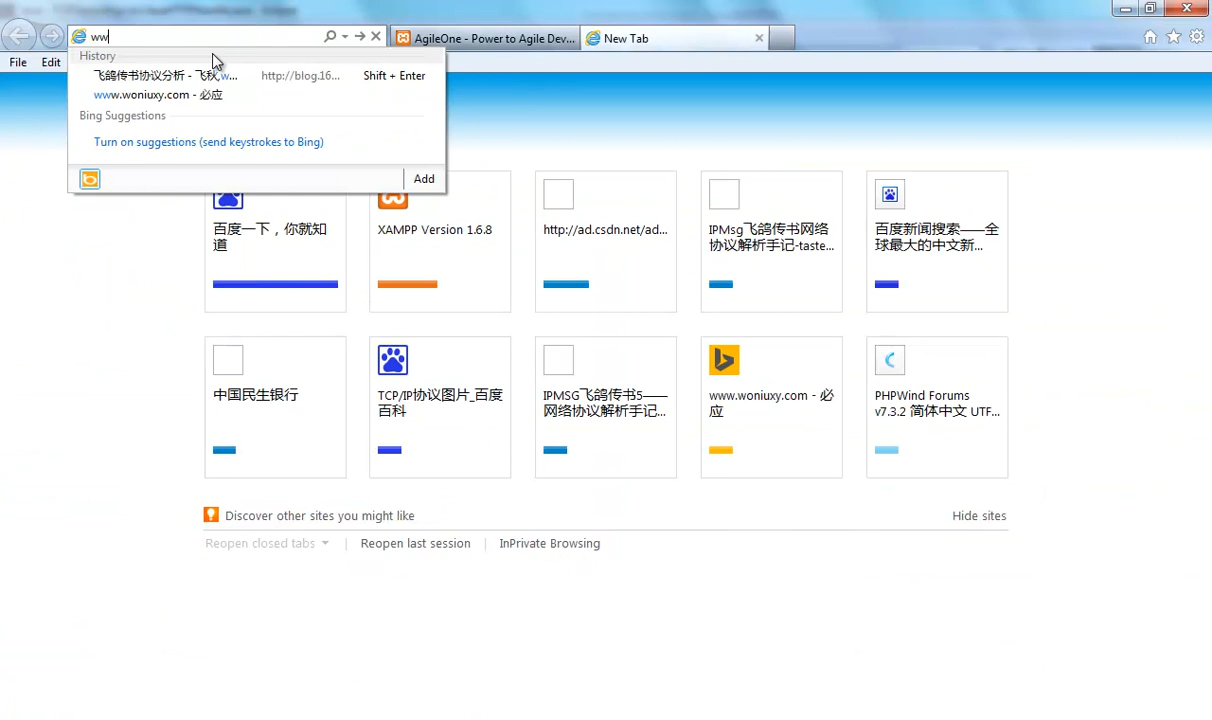 ww
AgileOne - Power to Agile Dev...
New Tab
File
Edit
History
飞鸽传书协议分析 - 飞秋,w...
http://blog.16...
Shift + Enter
www.woniuxy.com - 必应
Bing Suggestions
Turn on suggestions (send keystrokes to Bing)
Add
百度一下，你就知
道
XAMPP Version 1.6.8
http://ad.csdn.net/ad...
IPMsg飞鸽传书网络
协议解析手记-taste...
百度新闻搜索——全
球最大的中文新...
中国民生银行
TCP/IP协议图片_百度
百科
IPMSG飞鸽传书5——
网络协议解析手记...
www.woniuxy.com - 必
应
PHPWind Forums
v7.3.2 简体中文 UTF...
Discover other sites you might like
Hide sites
Reopen closed tabs
Reopen last session
InPrivate Browsing